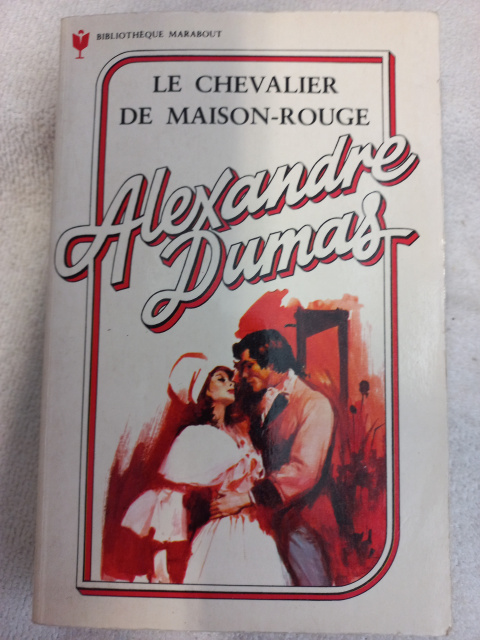 BIBLIOTHÈQUE MARABOUT
LE CHEVALIER
DE MAISON-ROUGE
Alexandre
Dumas